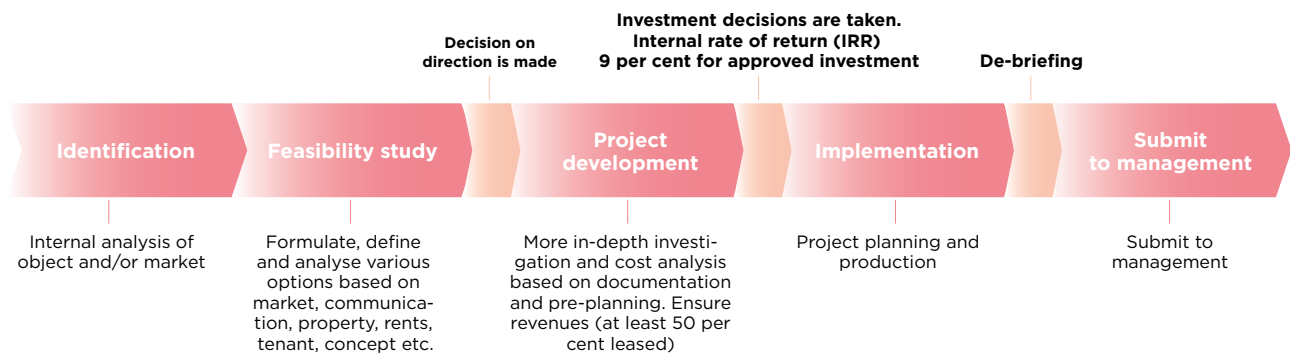 Decision on
direction is made
Investment decisions are taken.
Internal rate of return (IRR)
9 per cent for approved investment
De-briefing
Identification
Feasibility study
Project
development
Implementation
Submit
to management
Internal analysis of
object and/or market
Formulate, define
and analyse various
options based on
market, communica-
tion, property, rents,
tenant, concept etc.
More in-depth investi-
gation and cost analysis
based on documentation
and pre-planning. Ensure
revenues (at least 50 per
cent leased)
Project planning and
production
Submit to
management